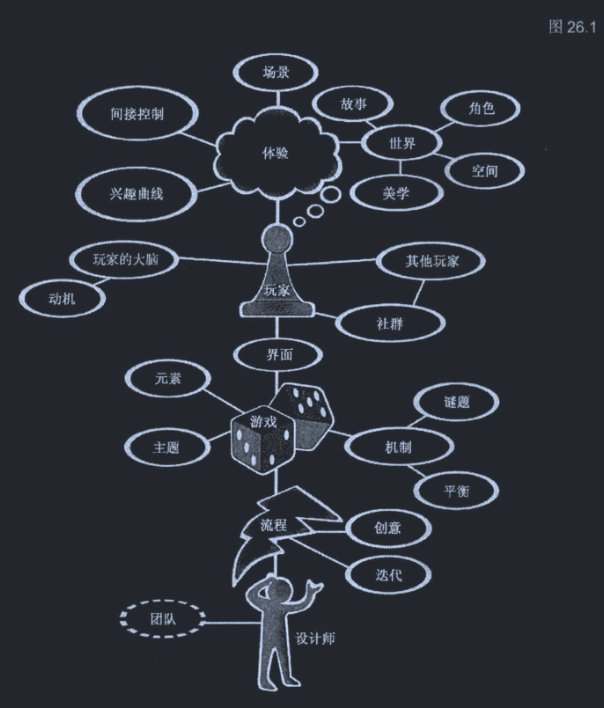 图 26.1
场景
故事
角色
间接控制
体验
世界
空间
兴趣曲线
美学
玩家的大脑
其他玩家
动机
玩家
社群
界面
元素
谜题
游戏
主题
机制
平衡
流程
创意
迭代
团队
设计师